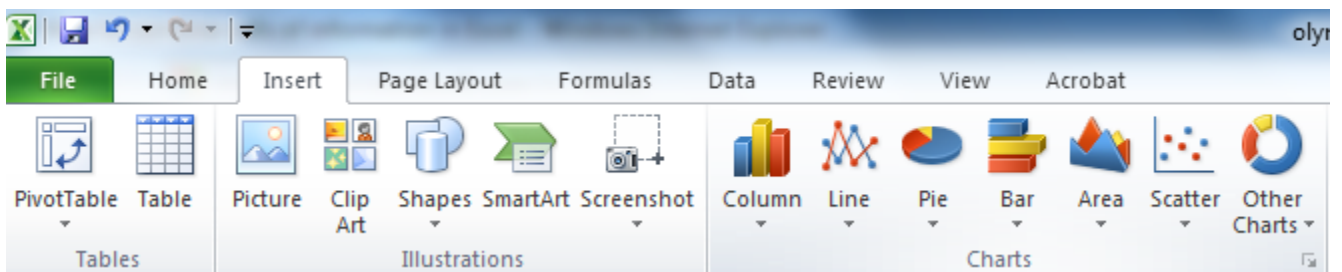 olyn
File Home Insert Page Layout Formulas Data Review View Acrobat
PivotTable Table Picture Clip Art Shapes SmartArt Screenshot Column Line Pie Bar Area Scatter Other Charts
Tables Illustrations Charts